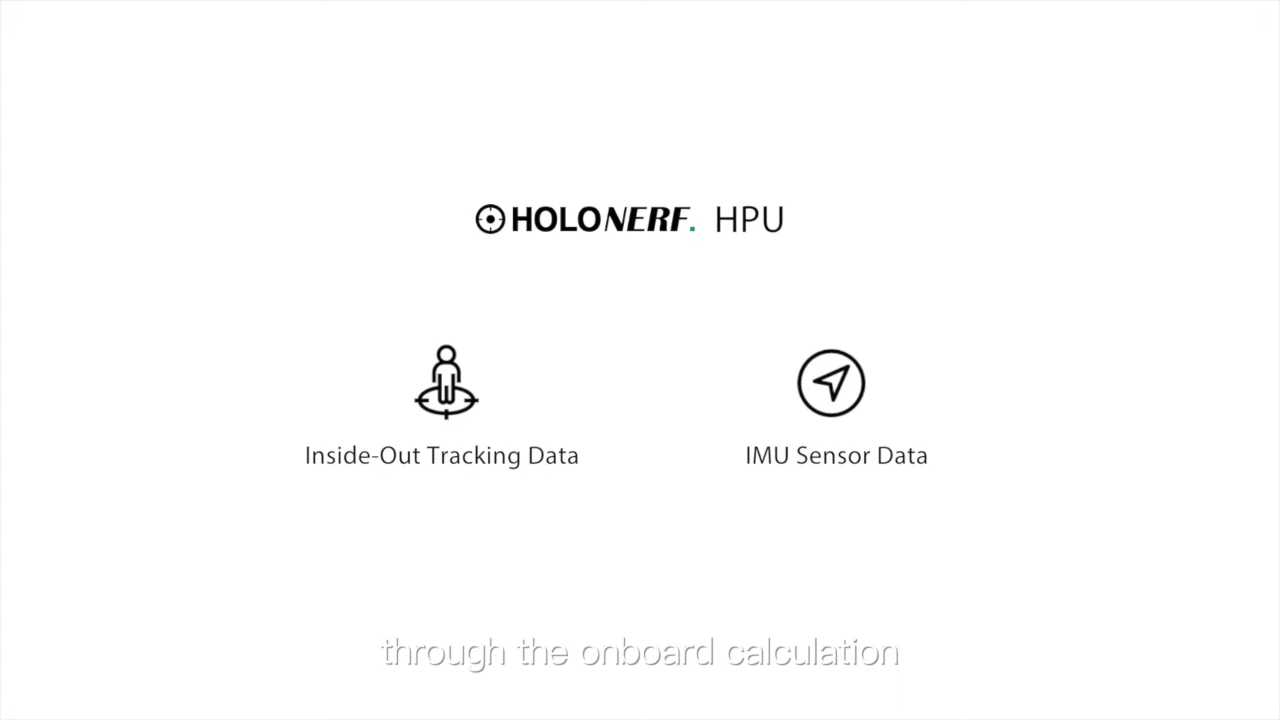 HOLONERF. HPU
Inside-Out Tracking Data
IMU Sensor Data
through the onboard calculation